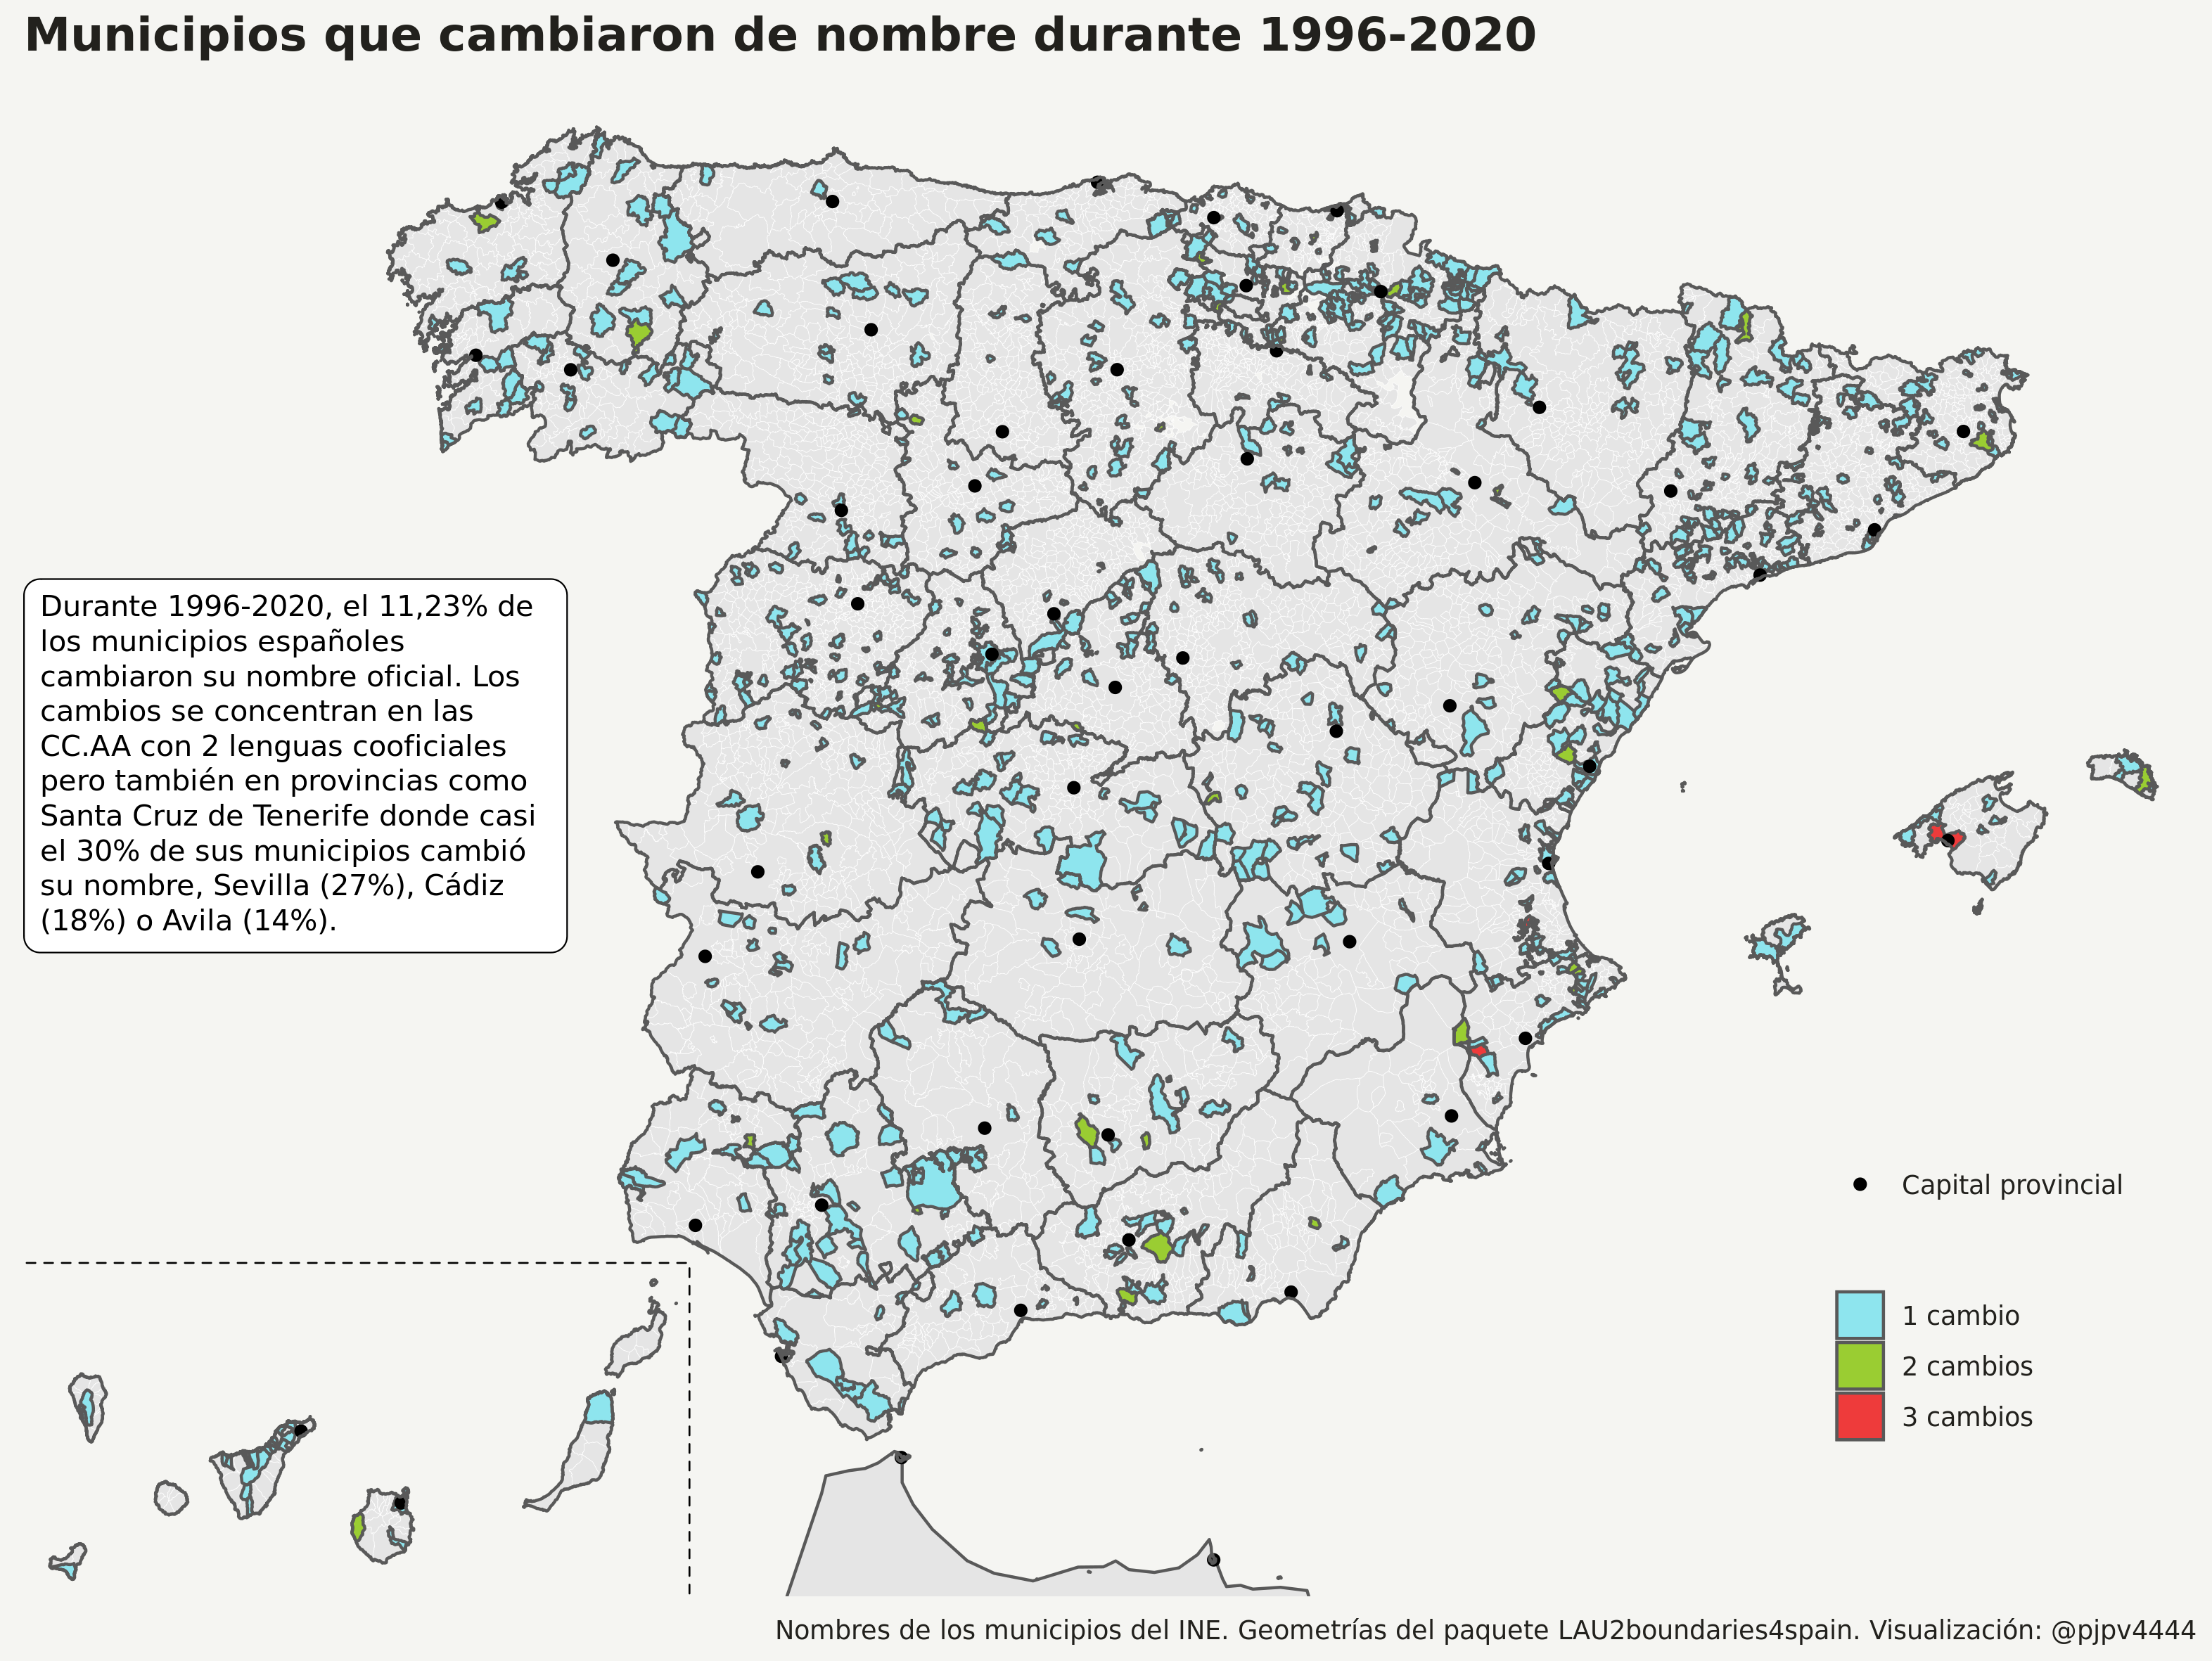 Municipios que cambiaron de nombre durante 1996-2020
Durante 1996-2020, el 11,23% de
los municipios españoles
cambiaron su nombre oficial. Los
cambios se concentran en las
CC.AA con 2 lenguas cooficiales
pero también en provincias como
Santa Cruz de Tenerife donde casi
el 30% de sus municipios cambió
su nombre, Sevilla (27%), Cádiz
(18%) o Avila (14%).
Capital provincial
1 cambio
2 cambios
3 cambios
Nombres de los municipios del INE. Geometrías del paquete LAU2boundaries4spain. Visualización: @pjpv4444